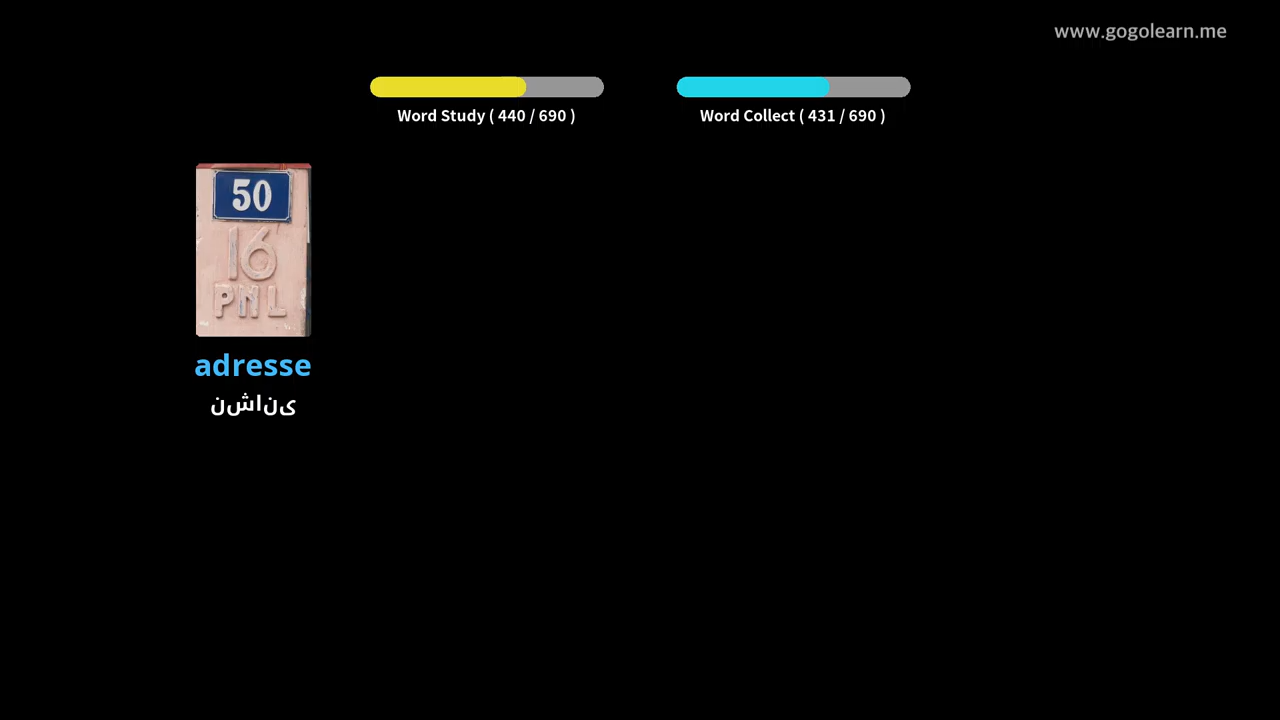 www.gogolearn.me
Word Study ( 440 / 690 )
Word Collect ( 431 / 690 )
50
16
PNL
adresse
نشانی